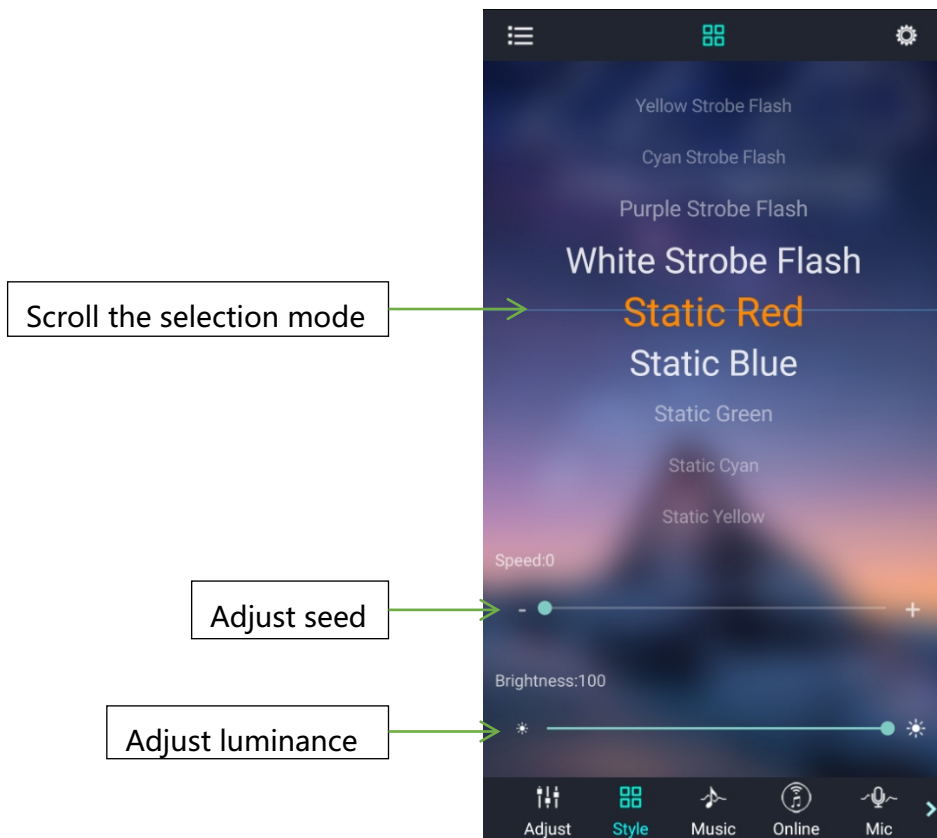 Yellow Strobe Flash
Cyan Strobe Flash
Purple Strobe Flash
White Strobe Flash
Scroll the selection mode
Static Red
Static Blue
Static Green
Static Cyan
Static Yellow
Speed:0
Adjust seed
- +
Brightness:100
Adjust luminance
Adjust Style Music Online Mic